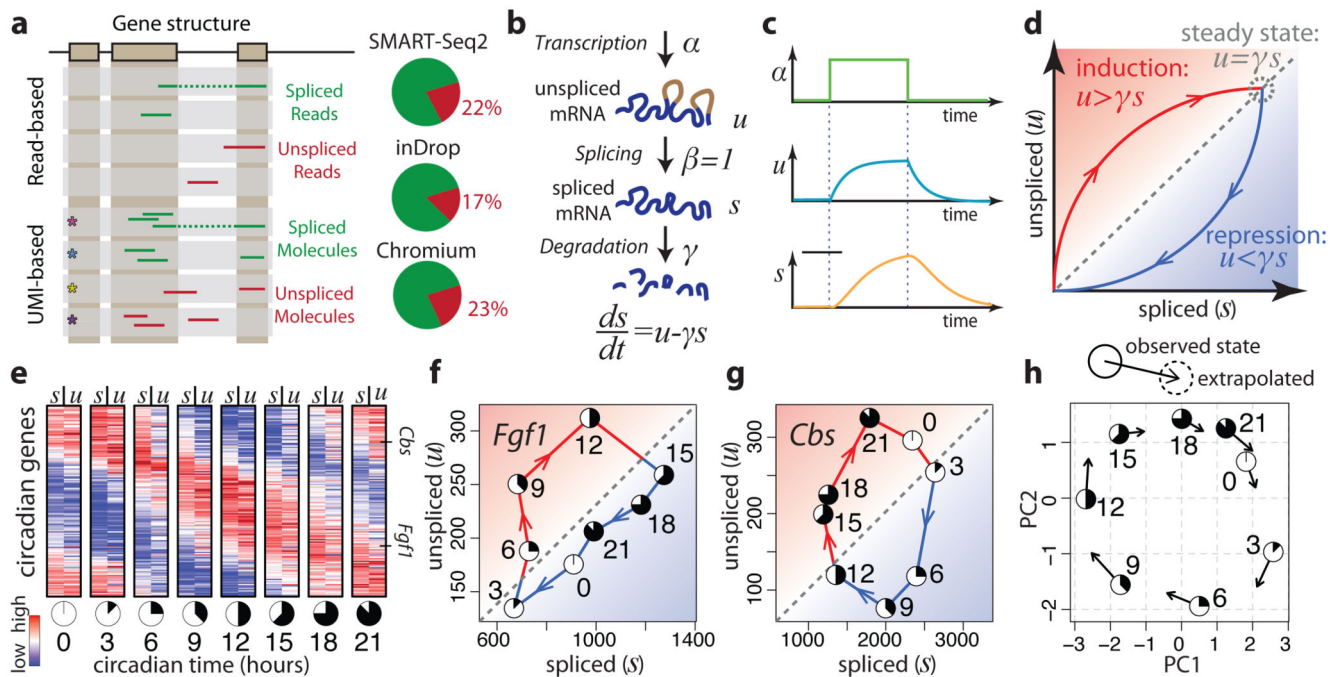 a
Gene structure
Read-based
UMI-based
Spliced
Reads
Unspliced
Reads
Spliced
Molecules
Unspliced
Molecules
*
*
*
*
SMART-Seq2
22%
inDrop
17%
Chromium
23%
b
Transcription α
unspliced
mRNA
u
Splicing β=1
spliced
mRNA
s
Degradation γ
ds/dt=u-γs
c
α
time
u
time
s
time
d
steady state:
u=γs
induction:
u>γs
repression:
u<γs
unspliced (u)
spliced (s)
e
s u s u s u s u s u s u s u s u
circadian genes
Cbs
Fgf1
low high
0 3 6 9 12 15 18 21
circadian time (hours)
f
Fgf1
unspliced (u)
300
250
200
150
12
15
9
18
6
21
0
3
600 1000 1400
spliced (s)
g
Cbs
unspliced (u)
300
200
100
21
0
3
18
15
12
6
9
1000 2000 3000
spliced (s)
h
observed state
extrapolated
PC2
1
0
-1
-2
15
18
21
0
12
3
9
6
-3 -2 -1 0 1 2 3
PC1